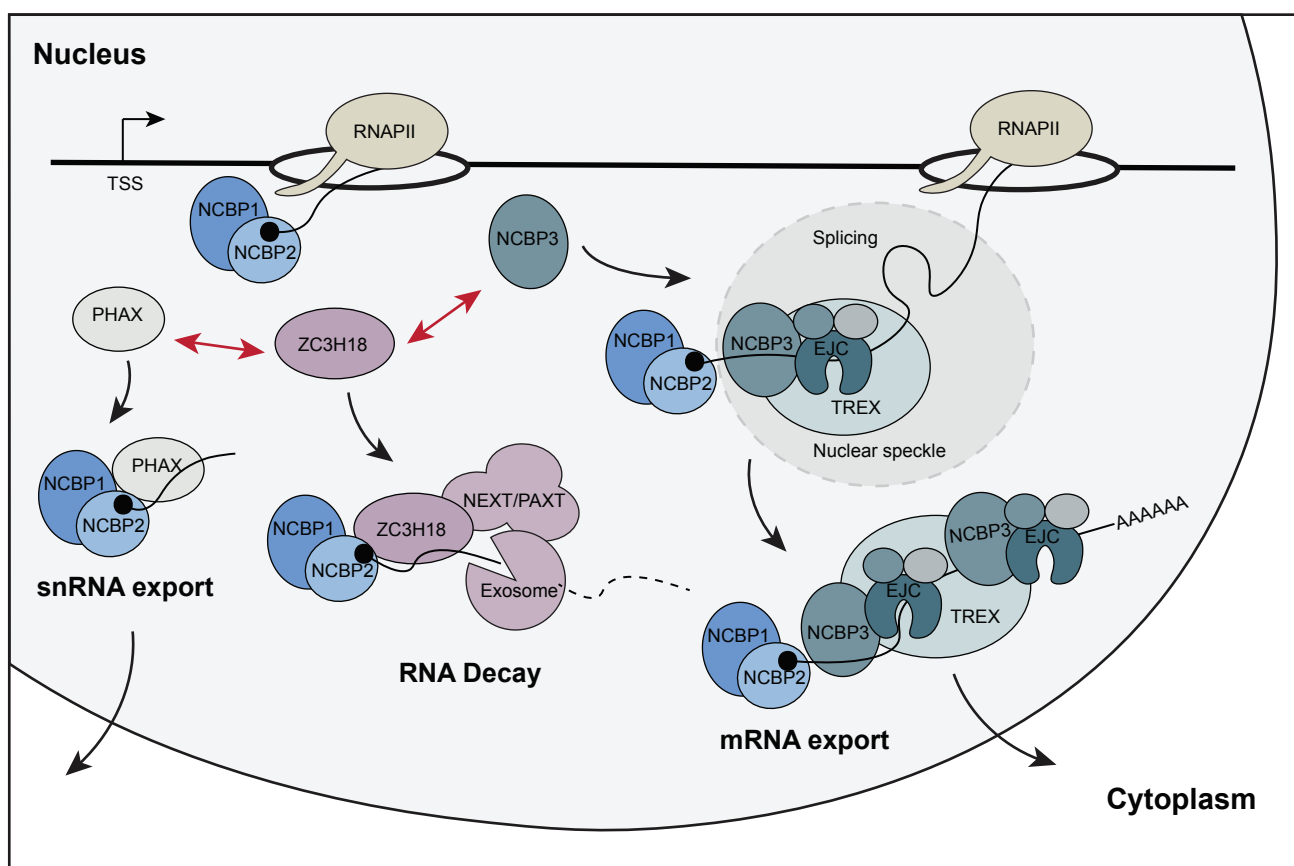 Nucleus
RNAPII
RNAPII
TSS
NCBP1
NCBP2
NCBP3
Splicing
PHAX
ZC3H18
NCBP1
NCBP2
NCBP3
EJC
TREX
Nuclear speckle
PHAX
NCBP1
NCBP2
snRNA export
NEXT/PAXT
ZC3H18
NCBP1
NCBP2
Exosome
RNA Decay
AAAAAA
NCBP3
EJC
EJC
TREX
NCBP1
NCBP3
NCBP2
mRNA export
Cytoplasm